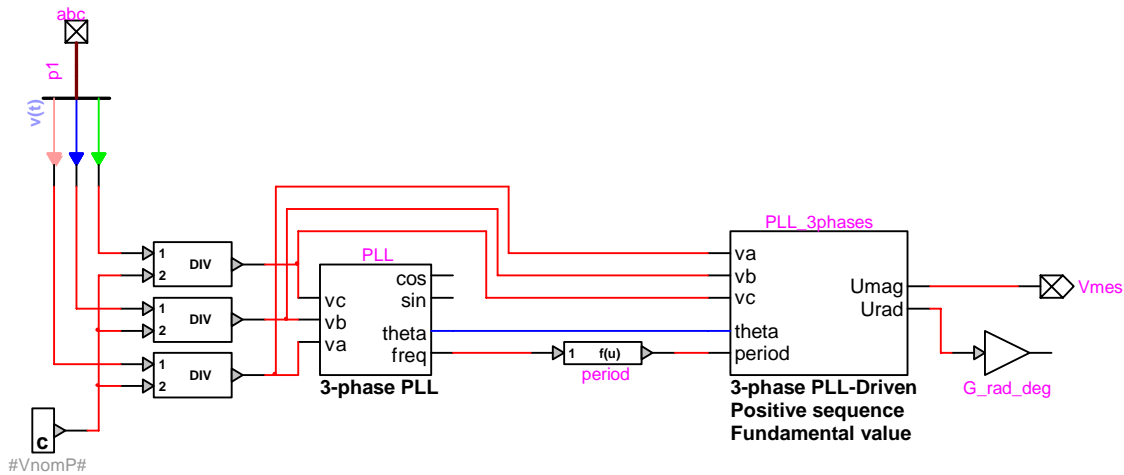 abc
p1
v(t)
1
2
DIV
1
2
DIV
1
2
DIV
c
#VnomP#
PLL
cos
sin
vc
vb
va
theta
freq
3-phase PLL
1 f(u)
period
PLL_3phases
va
vb
vc
theta
period
Umag
Urad
3-phase PLL-Driven
Positive sequence
Fundamental value
Vmes
G_rad_deg